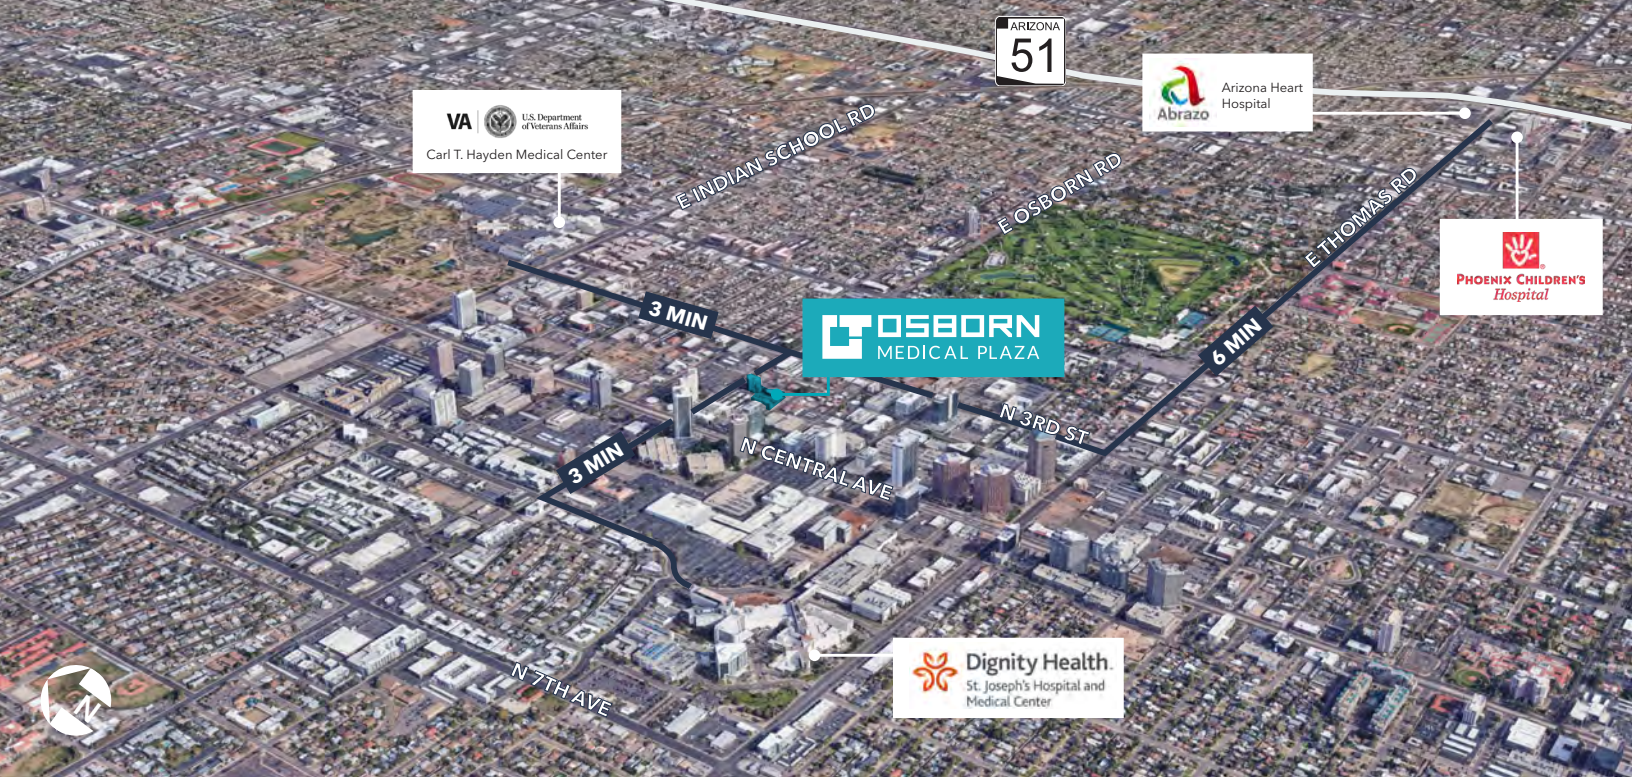 ARIZONA
51
Abrazo
Arizona Heart
Hospital
VA
U.S. Department
of Veterans Affairs
Carl T. Hayden Medical Center
E INDIAN SCHOOL RD
E OSBORN RD
E THOMAS RD
PHOENIX CHILDREN'S
Hospital
3 MIN
OSBORN
MEDICAL PLAZA
6 MIN
N 3RD ST
N CENTRAL AVE
3 MIN
Dignity Health.
St. Joseph's Hospital and
Medical Center
N 7TH AVE
N